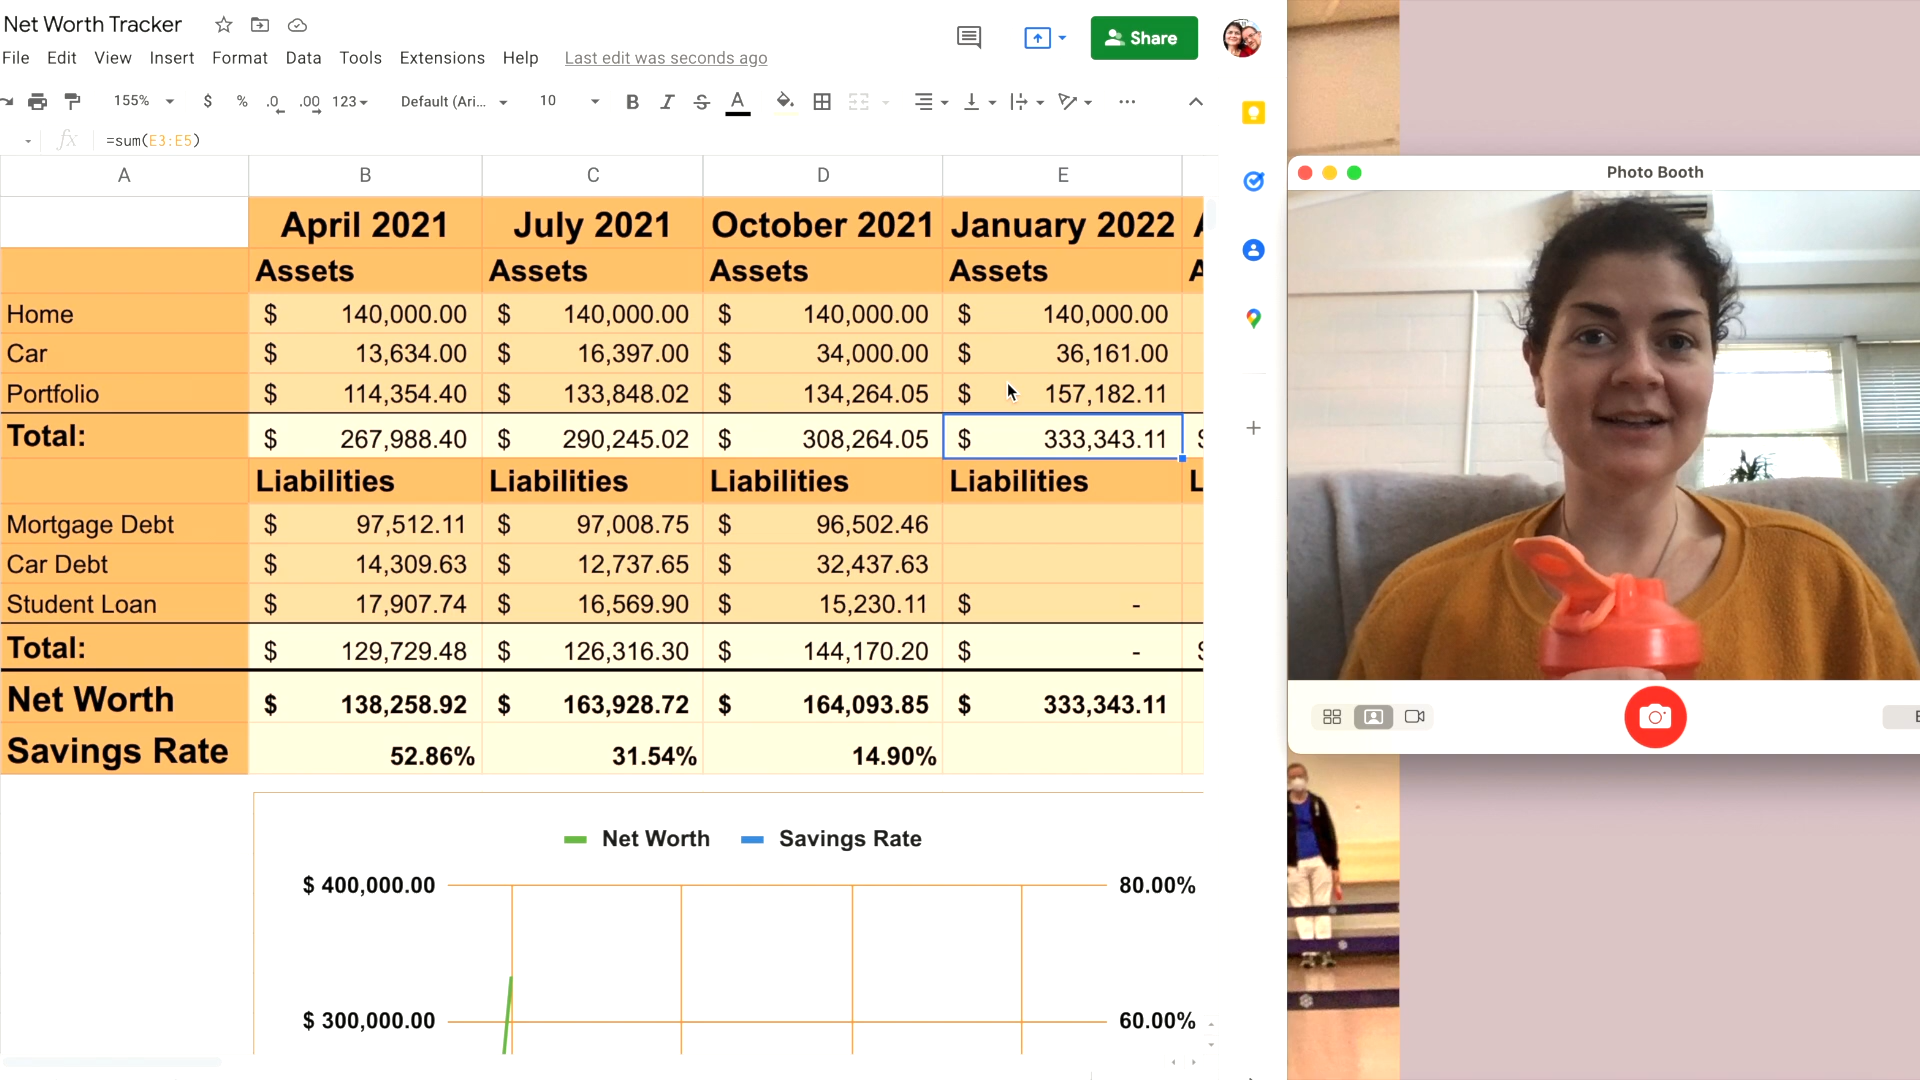 Net Worth Tracker
File Edit View Insert Format Data Tools Extensions Help Last edit was seconds ago
Share
155% $ % .0 .00 123 Default (Ari... 10 B I S A
fx =sum(E3:E5)
A B C D E
April 2021 July 2021 October 2021 January 2022
Assets Assets Assets Assets
Home $ 140,000.00 $ 140,000.00 $ 140,000.00 $ 140,000.00
Car $ 13,634.00 $ 16,397.00 $ 34,000.00 $ 36,161.00
Portfolio $ 114,354.40 $ 133,848.02 $ 134,264.05 $ 157,182.11
Total: $ 267,988.40 $ 290,245.02 $ 308,264.05 $ 333,343.11
Liabilities Liabilities Liabilities Liabilities
Mortgage Debt $ 97,512.11 $ 97,008.75 $ 96,502.46
Car Debt $ 14,309.63 $ 12,737.65 $ 32,437.63
Student Loan $ 17,907.74 $ 16,569.90 $ 15,230.11 $ -
Total: $ 129,729.48 $ 126,316.30 $ 144,170.20 $ -
Net Worth $ 138,258.92 $ 163,928.72 $ 164,093.85 $ 333,343.11
Savings Rate 52.86% 31.54% 14.90%
Net Worth Savings Rate
$ 400,000.00 80.00%
$ 300,000.00 60.00%
Photo Booth